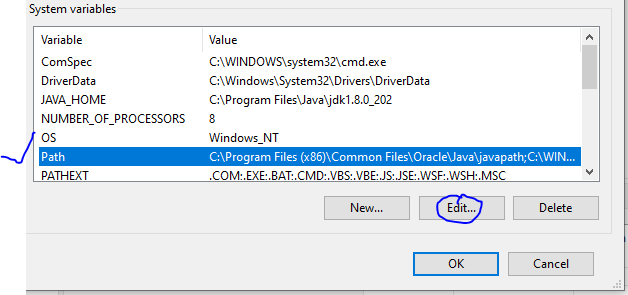 System variables
Variable Value
ComSpec C:\WINDOWS\system32\cmd.exe
DriverData C:\Windows\System32\Drivers\DriverData
JAVA_HOME C:\Program Files\Java\jdk1.8.0_202
NUMBER_OF_PROCESSORS 8
OS Windows_NT
Path C:\Program Files (x86)\Common Files\Oracle\Java\javapath;C:\WIN...
PATHEXT .COM;.EXE;.BAT;.CMD;.VBS;.VBE;.JS;.JSE;.WSF;.WSH;.MSC
New... Edit... Delete
OK Cancel